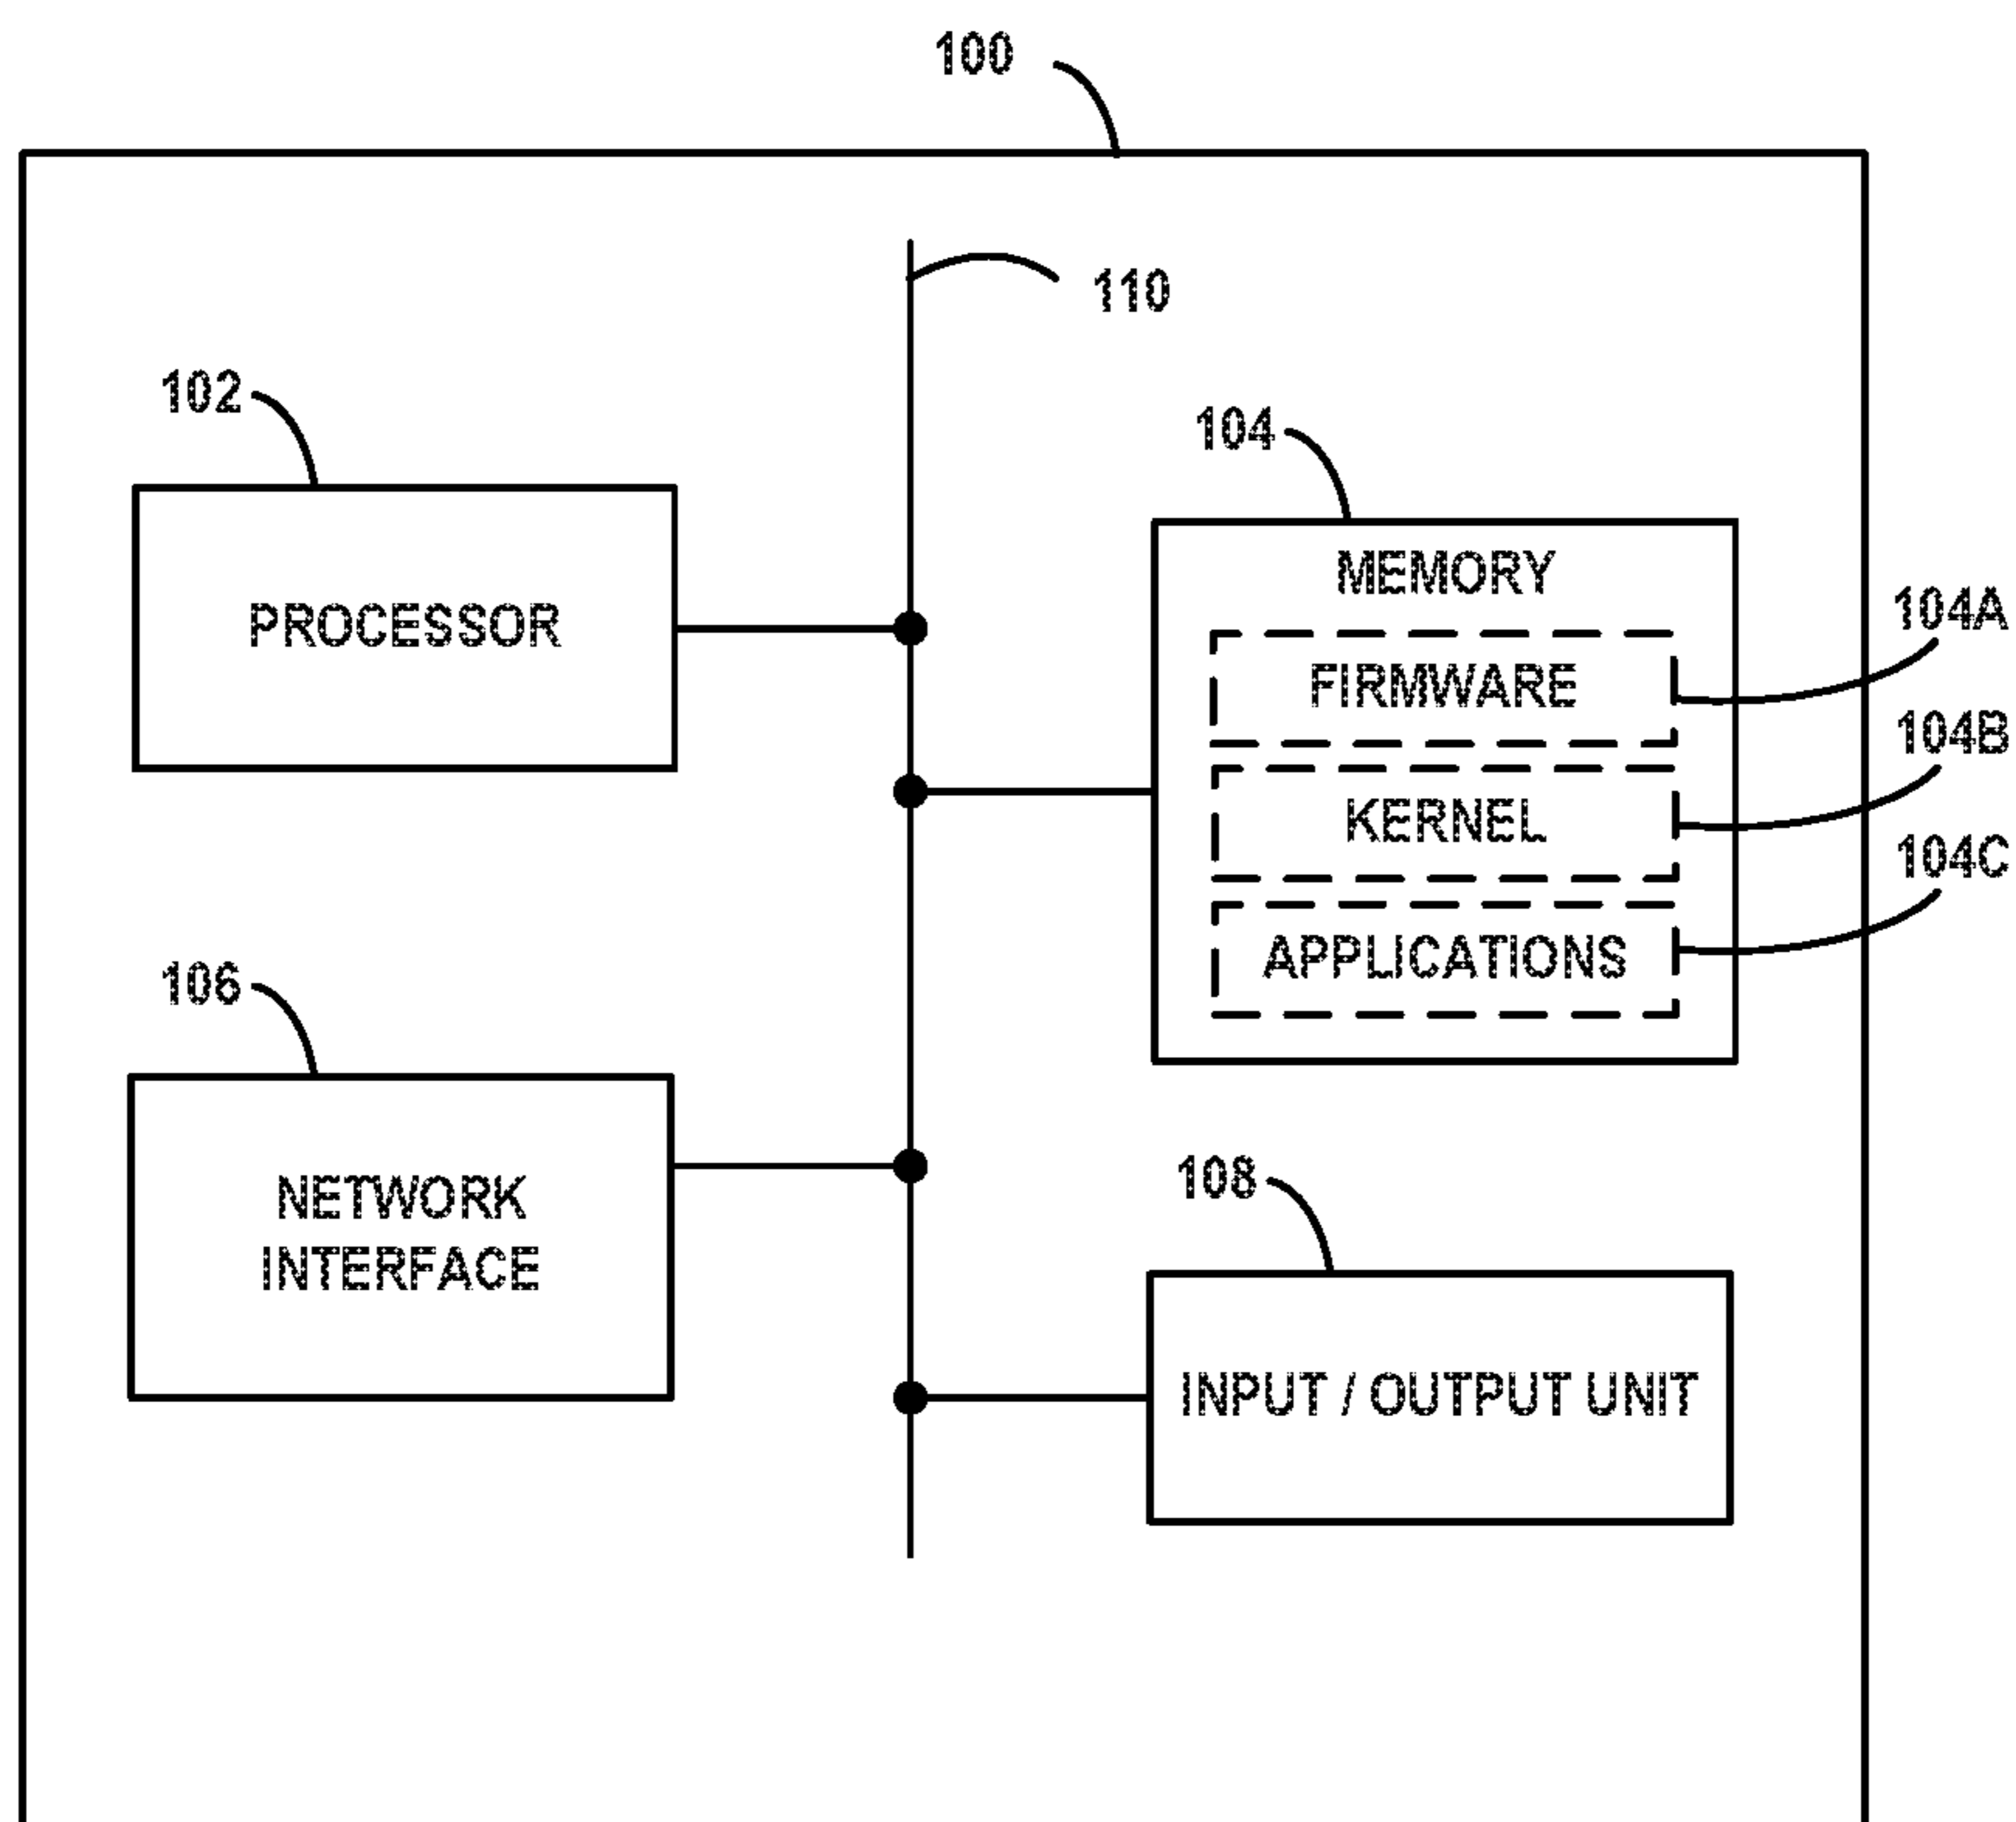 100
110
102
104
PROCESSOR
MEMORY
FIRMWARE
104A
KERNEL
104B
APPLICATIONS
104C
106
NETWORK
INTERFACE
108
INPUT / OUTPUT UNIT